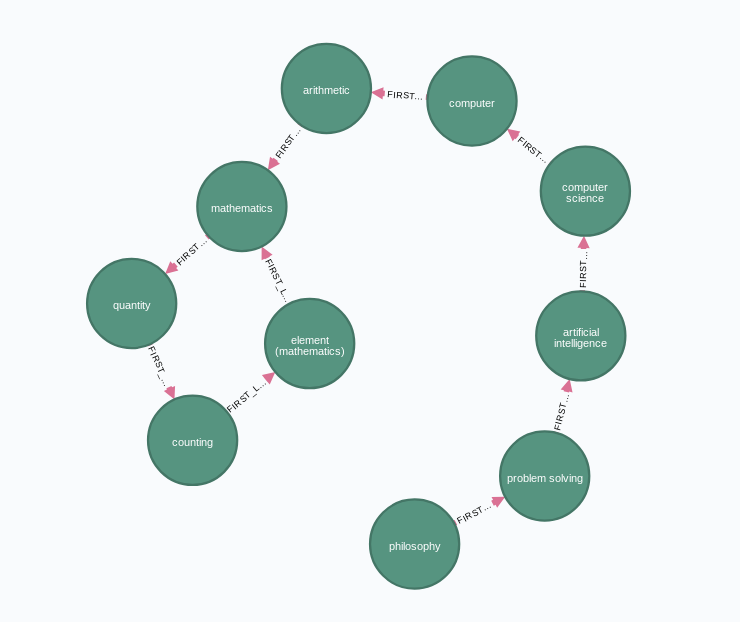 arithmetic
FIRST...
computer
FIRST...
FIRST...
computer
science
mathematics
FIRST...
FIRST_L...
FIRST...
quantity
element
(mathematics)
artificial
intelligence
FIRST_...
FIRST_L...
FIRST...
counting
problem solving
FIRST...
philosophy